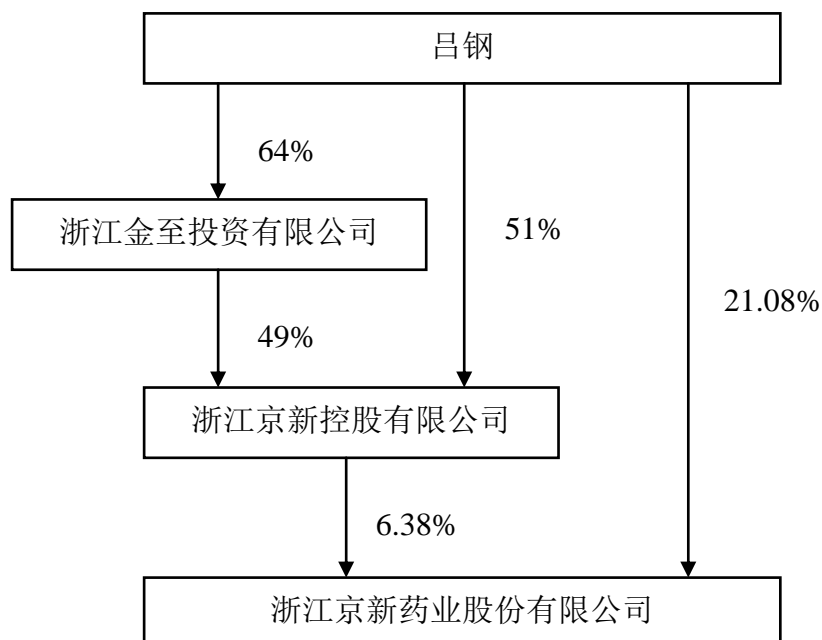 吕钢
64%
浙江金至投资有限公司
51%
21.08%
49%
浙江京新控股有限公司
6.38%
浙江京新药业股份有限公司